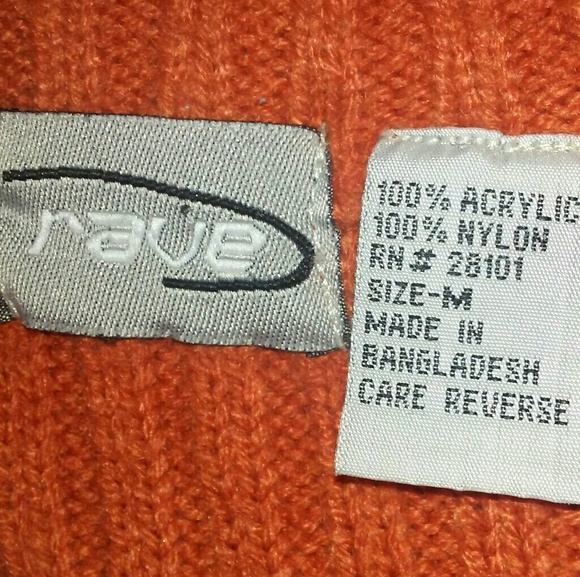 rave
100% ACRYLIC
100% NYLON
RN# 28101
SIZE-M
MADE IN
BANGLADESH
CARE REVERSE